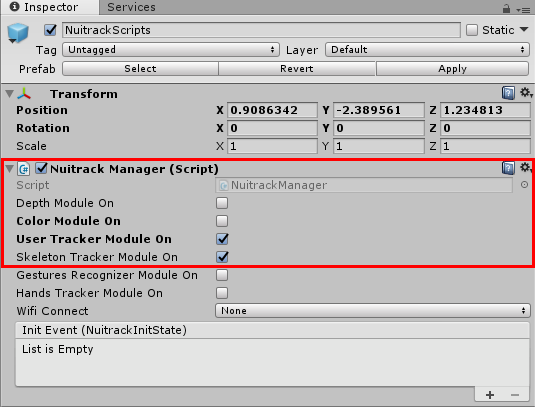 Inspector Services
NuitrackScripts Static
Tag Untagged Layer Default
Prefab Select Revert Apply
Transform
Position X 0.9086342 Y -2.389561 Z 1.234813
Rotation X 0 Y 0 Z 0
Scale X 1 Y 1 Z 1
Nuitrack Manager (Script)
Script NuitrackManager
Depth Module On
Color Module On
User Tracker Module On
Skeleton Tracker Module On
Gestures Recognizer Module On
Hands Tracker Module On
Wifi Connect None
Init Event (NuitrackInitState)
List is Empty